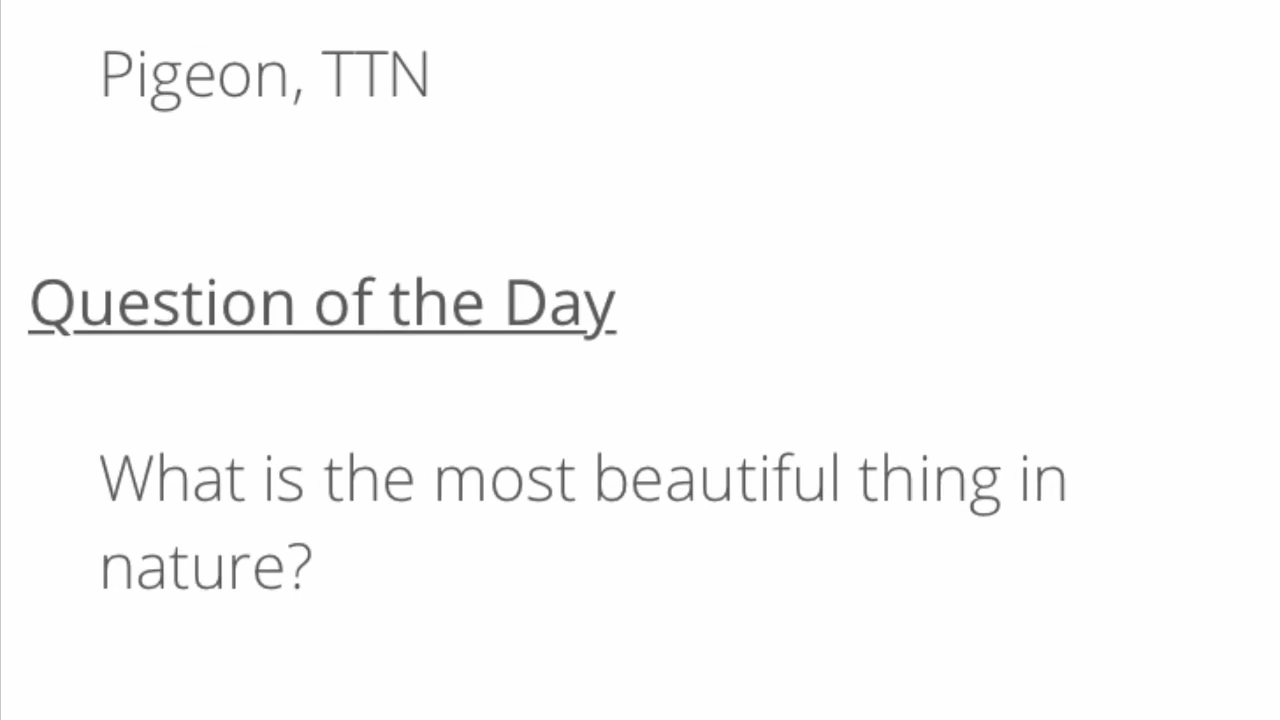 Pigeon, TTN
Question of the Day
What is the most beautiful thing in
nature?